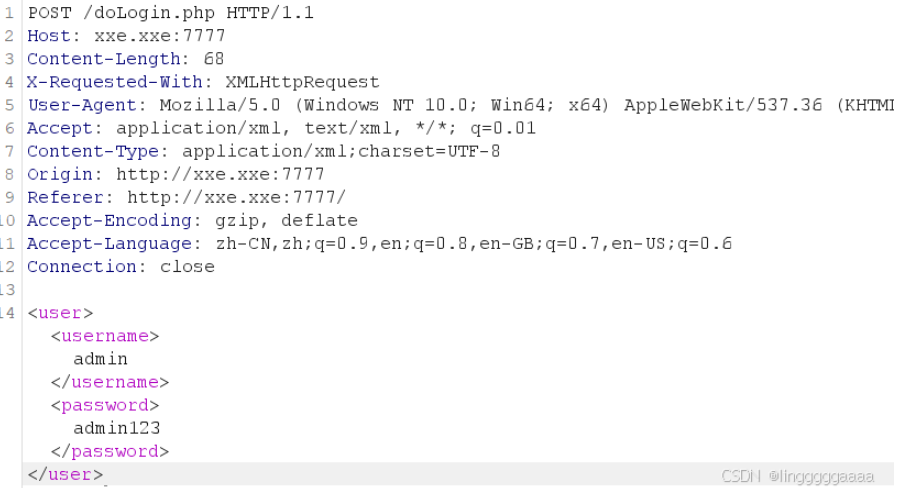 1 POST /doLogin.php HTTP/1.1
2 Host: xxe.xxe:7777
3 Content-Length: 68
4 X-Requested-With: XMLHttpRequest
5 User-Agent: Mozilla/5.0 (Windows NT 10.0; Win64; x64) AppleWebKit/537.36 (KHTML
6 Accept: application/xml, text/xml, */*; q=0.01
7 Content-Type: application/xml;charset=UTF-8
8 Origin: http://xxe.xxe:7777
9 Referer: http://xxe.xxe:7777/
10 Accept-Encoding: gzip, deflate
11 Accept-Language: zh-CN,zh;q=0.9,en;q=0.8,en-GB;q=0.7,en-US;q=0.6
12 Connection: close
13
14 <user>
<username>
admin
</username>
<password>
admin123
</password>
</user>
CSDN @lingggggaaaa